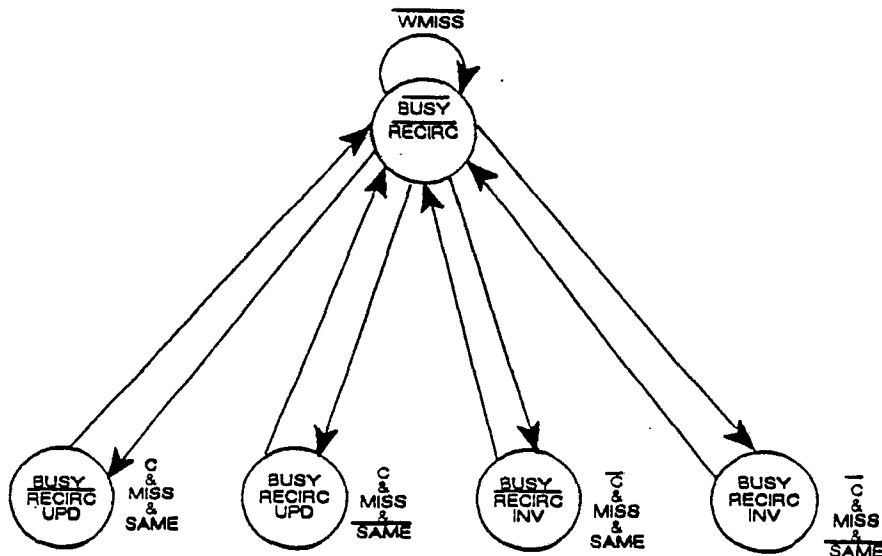 WMISS
BUSY
RECIRC
BUSY
RECIRC
UPD
C
&
MISS
&
SAME
BUSY
RECIRC
UPD
C
&
MISS
&
SAME
BUSY
RECIRC
INV
C
&
MISS
&
SAME
BUSY
RECIRC
INV
C
&
MISS
&
SAME